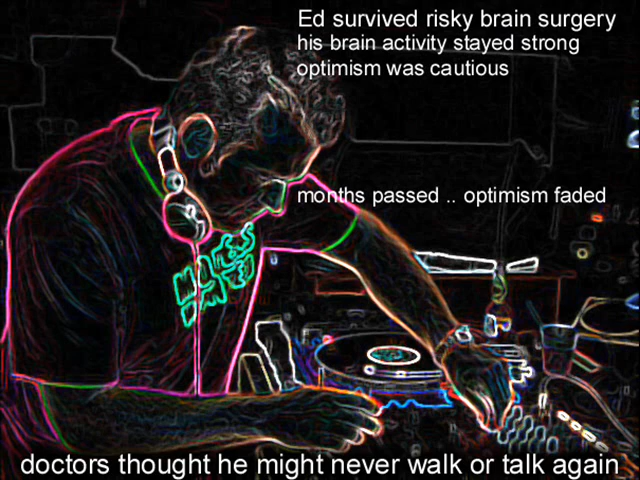 Ed survived risky brain surgery
his brain activity stayed strong
optimism was cautious
months passed .. optimism faded
doctors thought he might never walk or talk again